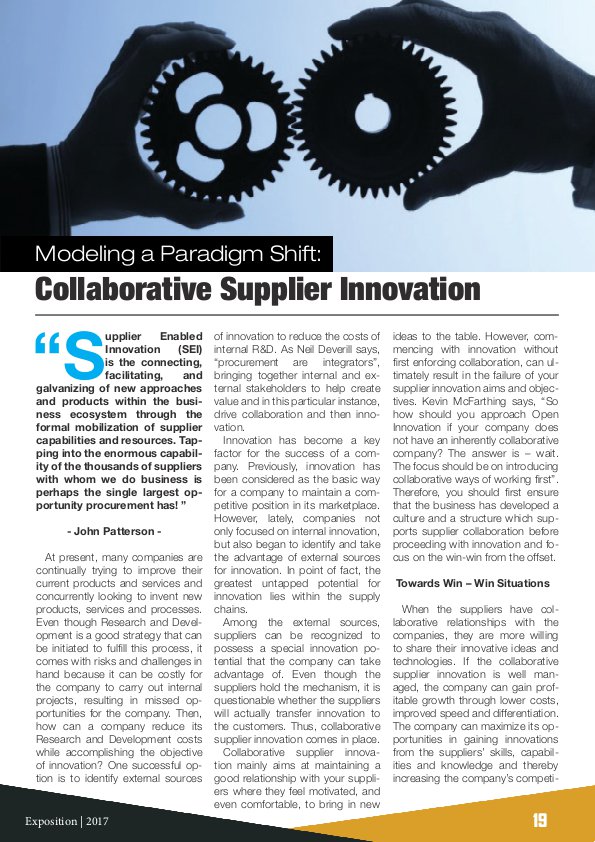 Modeling a Paradigm Shift:
Collaborative Supplier Innovation
“Supplier Enabled
Innovation (SEI)
is the connecting,
facilitating, and
galvanizing of new approaches
and products within the busi-
ness ecosystem through the
formal mobilization of supplier
capabilities and resources. Tap-
ping into the enormous capabil-
ity of the thousands of suppliers
with whom we do business is
perhaps the single largest op-
portunity procurement has! ”
- John Patterson -
At present, many companies are
continually trying to improve their
current products and services and
concurrently looking to invent new
products, services and processes.
Even though Research and Devel-
opment is a good strategy that can
be initiated to fulfill this process, it
comes with risks and challenges in
hand because it can be costly for
the company to carry out internal
projects, resulting in missed op-
portunities for the company. Then,
how can a company reduce its
Research and Development costs
while accomplishing the objective
of innovation? One successful op-
tion is to identify external sources
of innovation to reduce the costs of
internal R&D. As Neil Deverill says,
“procurement are integrators”,
bringing together internal and ex-
ternal stakeholders to help create
value and in this particular instance,
drive collaboration and then inno-
vation.
Innovation has become a key
factor for the success of a com-
pany. Previously, innovation has
been considered as the basic way
for a company to maintain a com-
petitive position in its marketplace.
However, lately, companies not
only focused on internal innovation,
but also began to identify and take
the advantage of external sources
for innovation. In point of fact, the
greatest untapped potential for
innovation lies within the supply
chains.
Among the external sources,
suppliers can be recognized to
possess a special innovation po-
tential that the company can take
advantage of. Even though the
suppliers hold the mechanism, it is
questionable whether the suppliers
will actually transfer innovation to
the customers. Thus, collaborative
supplier innovation comes in place.
Collaborative supplier innova-
tion mainly aims at maintaining a
good relationship with your suppli-
ers where they feel motivated, and
even comfortable, to bring in new
ideas to the table. However, com-
mencing with innovation without
first enforcing collaboration, can ul-
timately result in the failure of your
supplier innovation aims and objec-
tives. Kevin McFarthing says, “So
how should you approach Open
Innovation if your company does
not have an inherently collaborative
company? The answer is – wait.
The focus should be on introducing
collaborative ways of working first”.
Therefore, you should first ensure
that the business has developed a
culture and a structure which sup-
ports supplier collaboration before
proceeding with innovation and fo-
cus on the win-win from the offset.
Towards Win – Win Situations
When the suppliers have col-
laborative relationships with the
companies, they are more willing
to share their innovative ideas and
technologies. If the collaborative
supplier innovation is well man-
aged, the company can gain prof-
itable growth through lower costs,
improved speed and differentiation.
The company can maximize its op-
portunities in gaining innovations
from the suppliers’ skills, capabil-
ities and knowledge and thereby
increasing the company’s competi-
Exposition | 2017
19